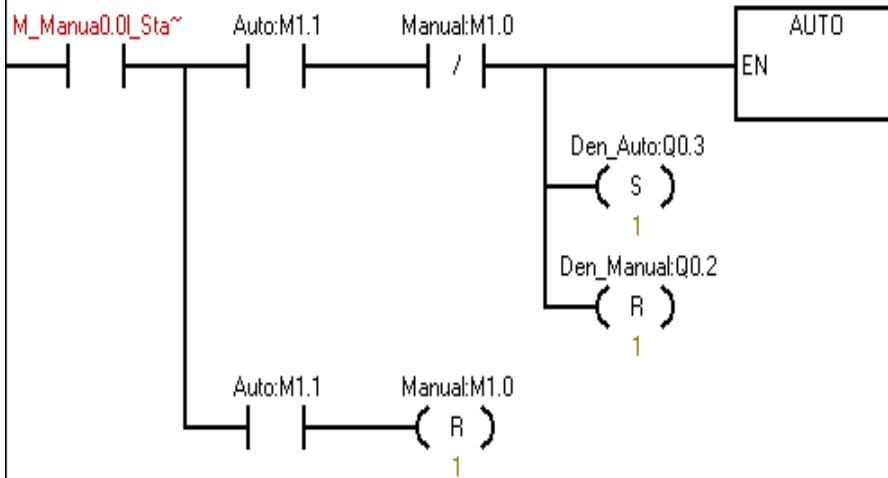 M_Manua0.0l_Sta~ Auto:M1.1 Manual:M1.0 AUTO
/ EN
Den_Auto:Q0.3
S
1
Den_Manual:Q0.2
R
1
Auto:M1.1 Manual:M1.0
R
1